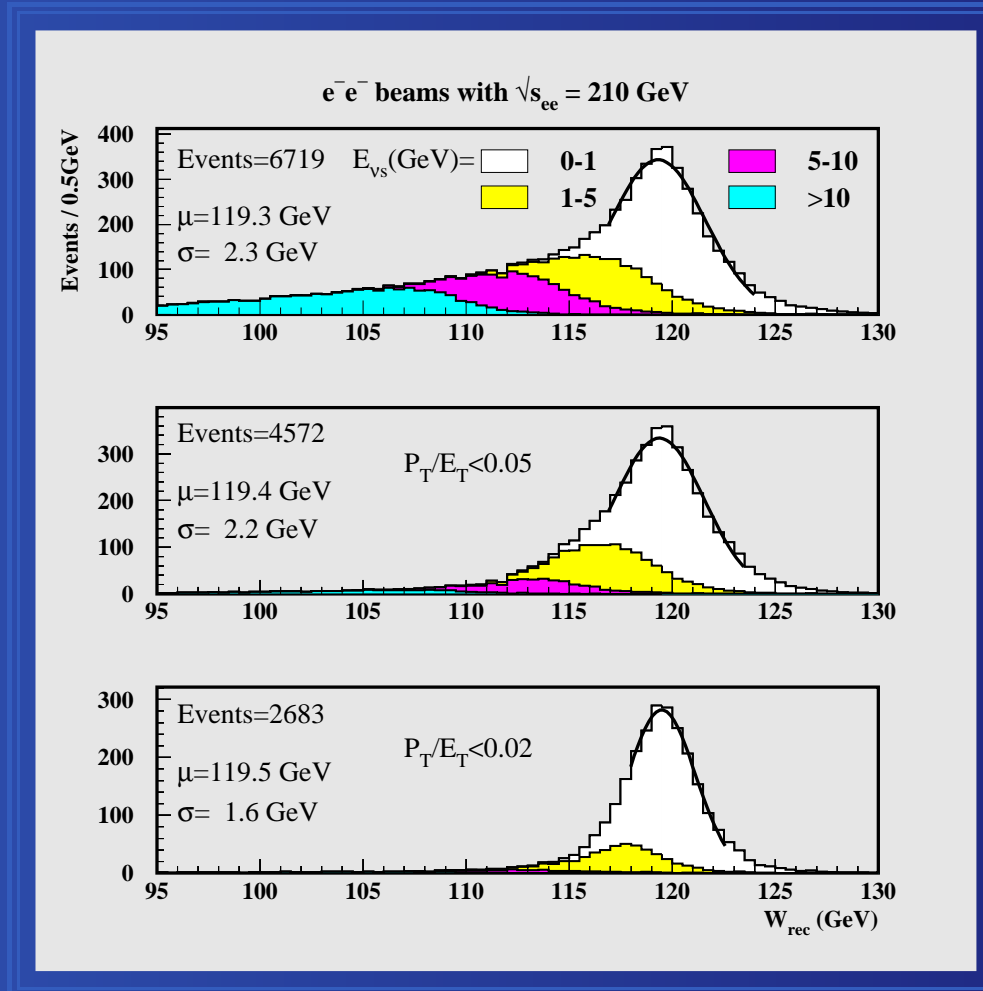 e⁻e⁻ beams with √s_ee = 210 GeV
Events / 0.5GeV
400
300
200
100
0
Events=6719
E_νs(GeV)=
0-1
5-10
1-5
>10
μ=119.3 GeV
σ= 2.3 GeV
95 100 105 110 115 120 125 130
300
200
100
0
Events=4572
P_T/E_T<0.05
μ=119.4 GeV
σ= 2.2 GeV
95 100 105 110 115 120 125 130
300
200
100
0
Events=2683
P_T/E_T<0.02
μ=119.5 GeV
σ= 1.6 GeV
95 100 105 110 115 120 125 130
W_rec (GeV)